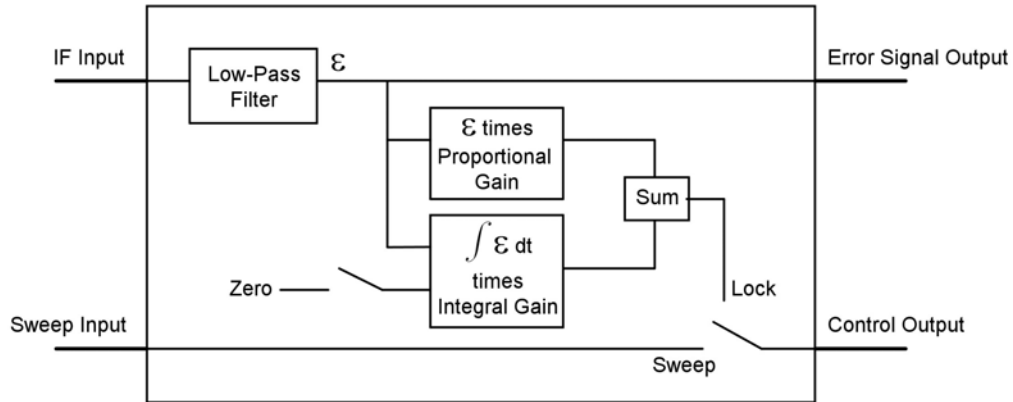 IF Input
Low-Pass
Filter
ε
Error Signal Output
ε times
Proportional
Gain
Sum
∫ ε dt
times
Integral Gain
Zero
Lock
Sweep Input
Sweep
Control Output